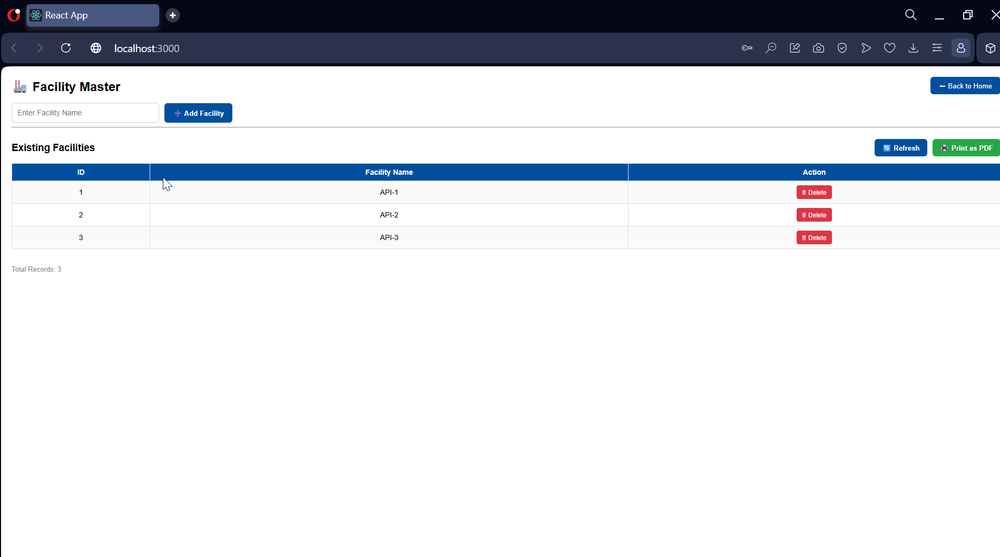 React App
localhost:3000
Facility Master
Back to Home
Enter Facility Name
Add Facility
Existing Facilities
Refresh
Print as PDF
ID Facility Name Action
1 API-1 Delete
2 API-2 Delete
3 API-3 Delete
Total Records: 3